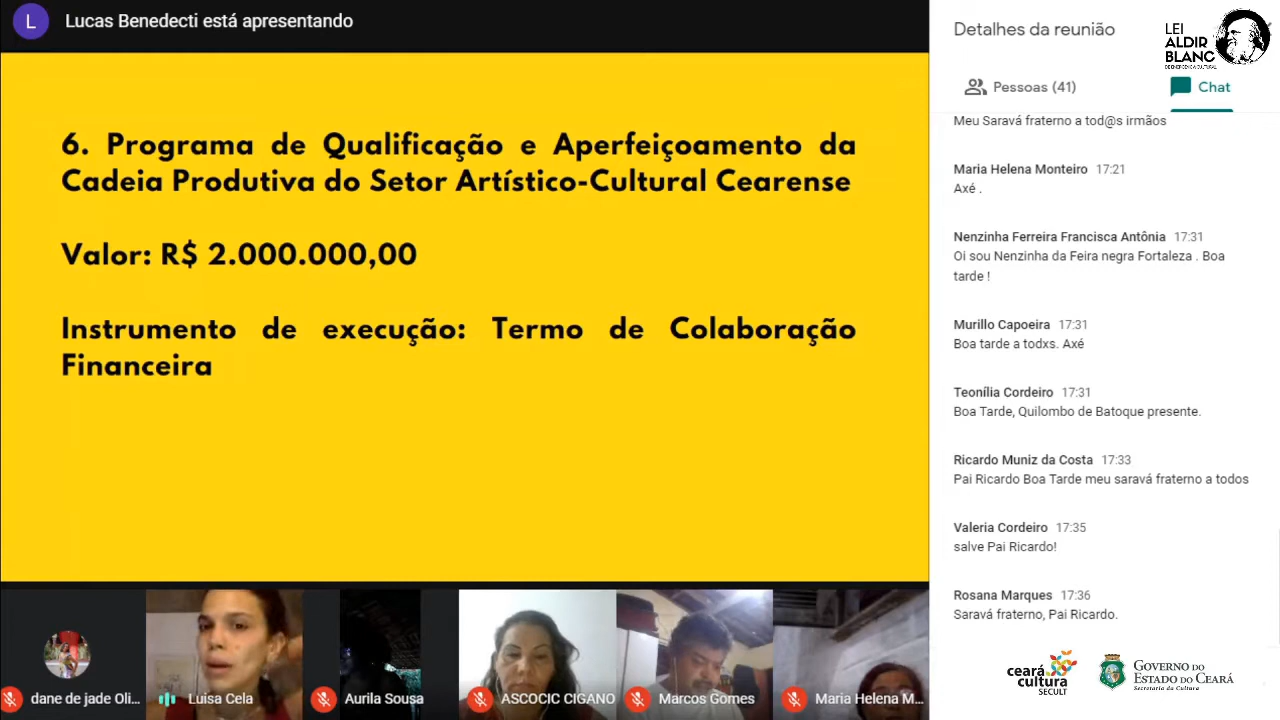 L
Lucas Benedecti está apresentando
6. Programa de Qualificação e Aperfeiçoamento da
Cadeia Produtiva do Setor Artístico-Cultural Cearense
Valor: R$ 2.000.000,00
Instrumento de execução: Termo de Colaboração
Financeira
dane de jade Oli...
Luisa Cela
Aurila Sousa
ASCOCIC CIGANO
Marcos Gomes
Maria Helena M...
Detalhes da reunião
LEI
ALDIR
BLANC
DE EMERGÊNCIA CULTURAL
Pessoas (41)
Chat
Meu Saravá fraterno a tod@s irmãos
Maria Helena Monteiro 17:21
Axé .
Nenzinha Ferreira Francisca Antônia 17:31
Oi sou Nenzinha da Feira negra Fortaleza . Boa
tarde !
Murillo Capoeira 17:31
Boa tarde a todxs. Axé
Teonília Cordeiro 17:31
Boa Tarde, Quilombo de Batoque presente.
Ricardo Muniz da Costa 17:33
Pai Ricardo Boa Tarde meu saravá fraterno a todos
Valeria Cordeiro 17:35
salve Pai Ricardo!
Rosana Marques 17:36
Saravá fraterno, Pai Ricardo.
ceará
cultura
SECULT
GOVERNO DO
ESTADO DO CEARÁ
Secretaria da Cultura